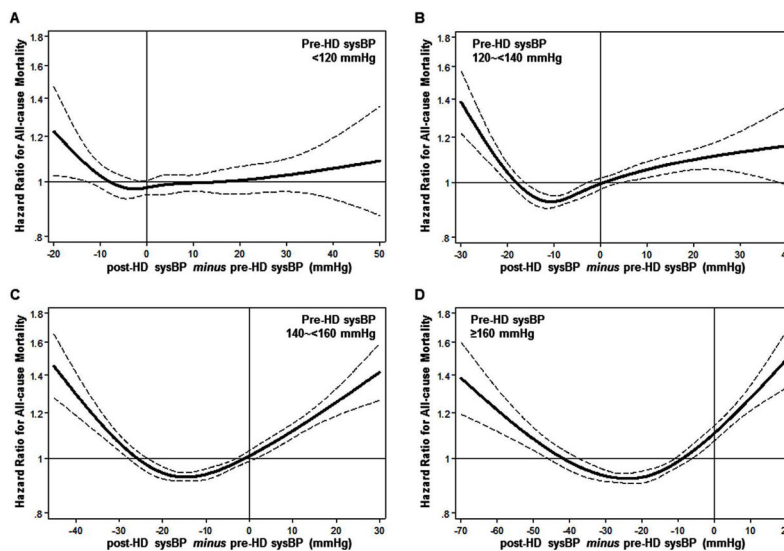 A
Pre-HD sysBP
<120 mmHg
Hazard Ratio for All-cause Mortality
1.8
1.6
1.4
1.2
1
.8
-20
-10
0
10
20
30
40
50
post-HD sysBP minus pre-HD sysBP (mmHg)
B
Pre-HD sysBP
120~<140 mmHg
Hazard Ratio for All-cause Mortality
1.8
1.6
1.4
1.2
1
.8
-30
-20
-10
0
10
20
30
post-HD sysBP minus pre-HD sysBP (mmHg)
C
Pre-HD sysBP
140~<160 mmHg
Hazard Ratio for All-cause Mortality
1.8
1.6
1.4
1.2
1
.8
-40
-30
-20
-10
0
10
20
30
post-HD sysBP minus pre-HD sysBP (mmHg)
D
Pre-HD sysBP
≥160 mmHg
Hazard Ratio for All-cause Mortality
1.8
1.6
1.4
1.2
1
.8
-70
-60
-50
-40
-30
-20
-10
0
10
post-HD sysBP minus pre-HD sysBP (mmHg)